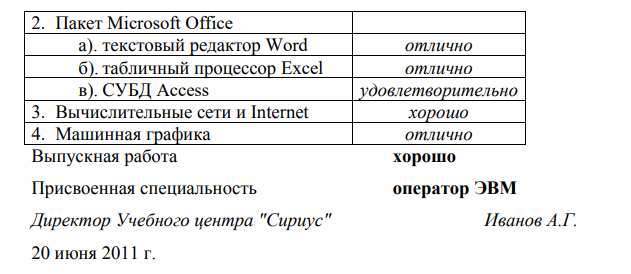 2. Пакет Microsoft Office
а). текстовый редактор Word отлично
б). табличный процессор Excel отлично
в). СУБД Access удовлетворительно
3. Вычислительные сети и Internet хорошо
4. Машинная графика отлично
Выпускная работа хорошо
Присвоенная специальность оператор ЭВМ
Директор Учебного центра "Сириус" Иванов А.Г.
20 июня 2011 г.